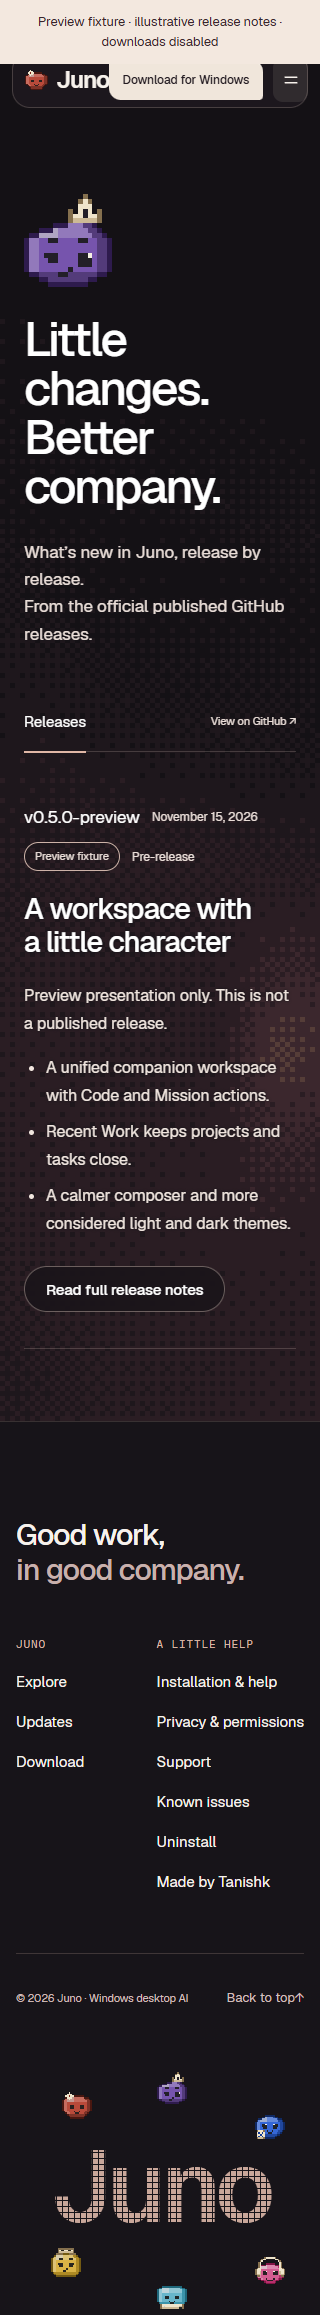 Preview fixture · illustrative release notes ·
downloads disabled
Juno
Download for Windows
Little
changes.
Better
company.
What's new in Juno, release by
release.
From the official published GitHub
releases.
Releases
View on GitHub ↗
v0.5.0-preview November 15, 2026
Preview fixture Pre-release
A workspace with
a little character
Preview presentation only. This is not
a published release.
• A unified companion workspace
with Code and Mission actions.
• Recent Work keeps projects and
tasks close.
• A calmer composer and more
considered light and dark themes.
Read full release notes
Good work,
in good company.
JUNO
Explore
Updates
Download
A LITTLE HELP
Installation & help
Privacy & permissions
Support
Known issues
Uninstall
Made by Tanishk
© 2026 Juno · Windows desktop AI
Back to top↑
Juno